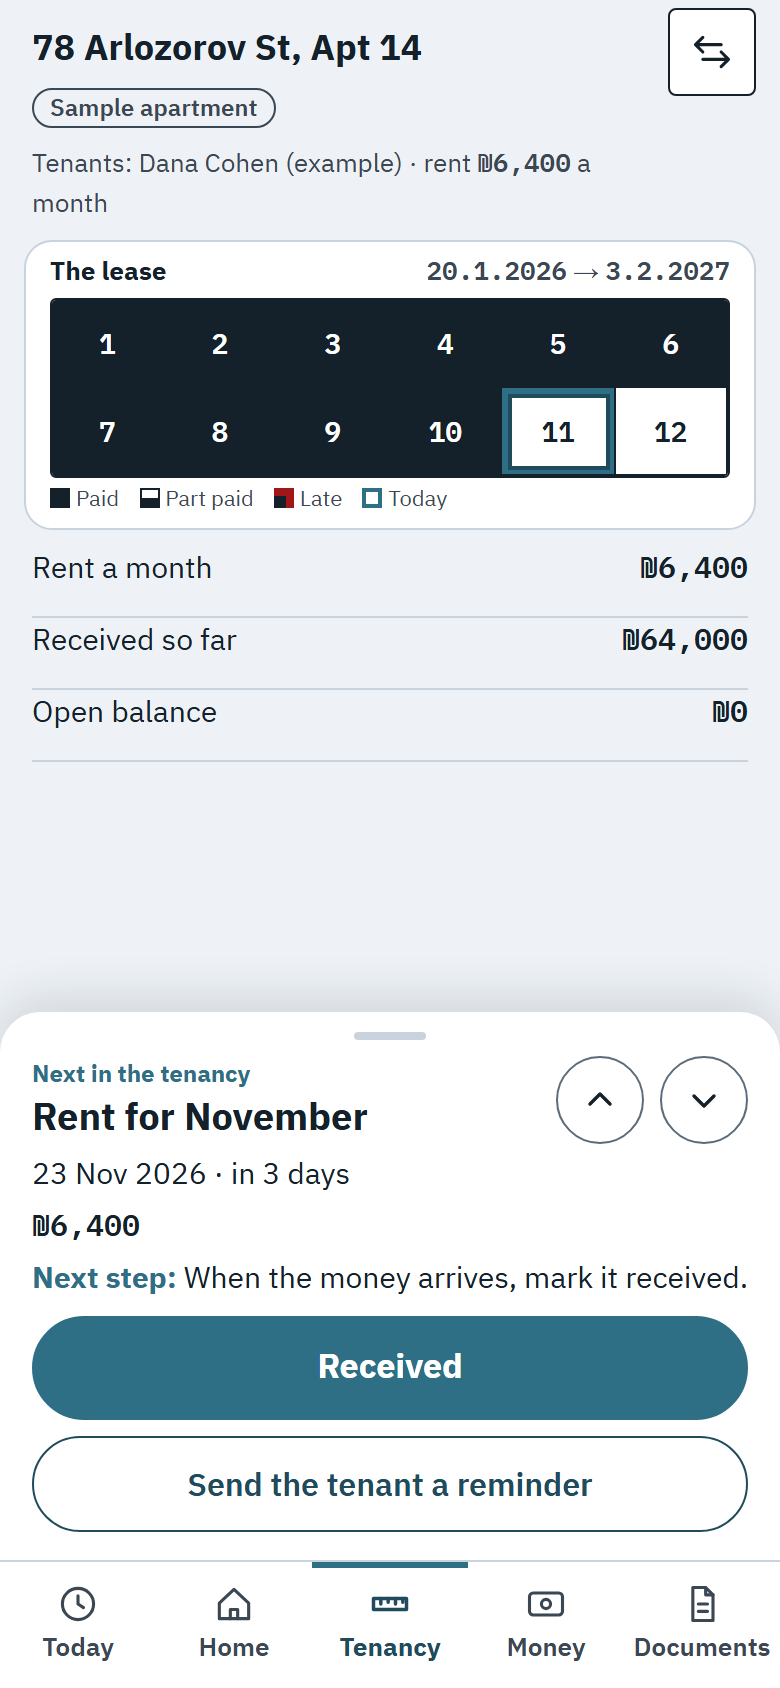 78 Arlozorov St, Apt 14
Sample apartment
Tenants: Dana Cohen (example) · rent ₪6,400 a
month
The lease 20.1.2026 → 3.2.2027
1 2 3 4 5 6
7 8 9 10 11 12
Paid Part paid Late Today
Rent a month ₪6,400
Received so far ₪64,000
Open balance ₪0
Next in the tenancy
Rent for November
23 Nov 2026 · in 3 days
₪6,400
Next step: When the money arrives, mark it received.
Received
Send the tenant a reminder
Today Home Tenancy Money Documents